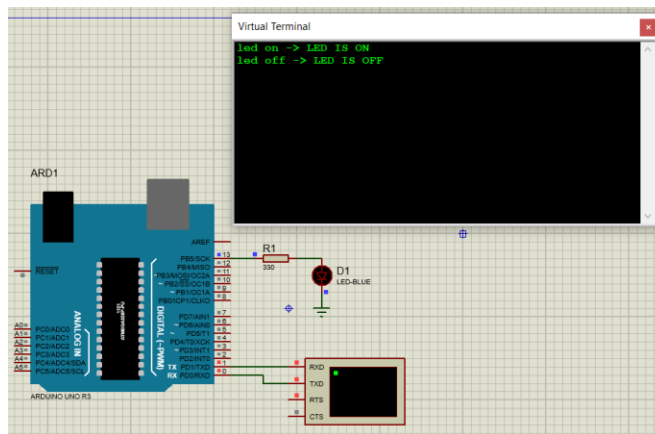 Virtual Terminal
led on -> LED IS ON
led off -> LED IS OFF
ARD1
AREF
RESET
PB5/SCK 13
PB4/MISO 12
~ PB3/MOSI/OC2A 11
~ PB2/SS/OC1B 10
~ PB1/OC1A 9
PB0/ICP1/CLKO 8
PD7/AIN1 7
~ PD6/AIN0 6
~ PD5/T1 5
PD4/T0/XCK 4
~ PD3/INT1 3
PD2/INT0 2
TX PD1/TXD 1
RX PD0/RXD 0
DIGITAL (~PWM)
ANALOG IN
A0 PC0/ADC0
A1 PC1/ADC1
A2 PC2/ADC2
A3 PC3/ADC3
A4 PC4/ADC4/SDA
A5 PC5/ADC5/SCL
ARDUINO UNO R3
R1
330
D1
LED-BLUE
RXD
TXD
RTS
CTS